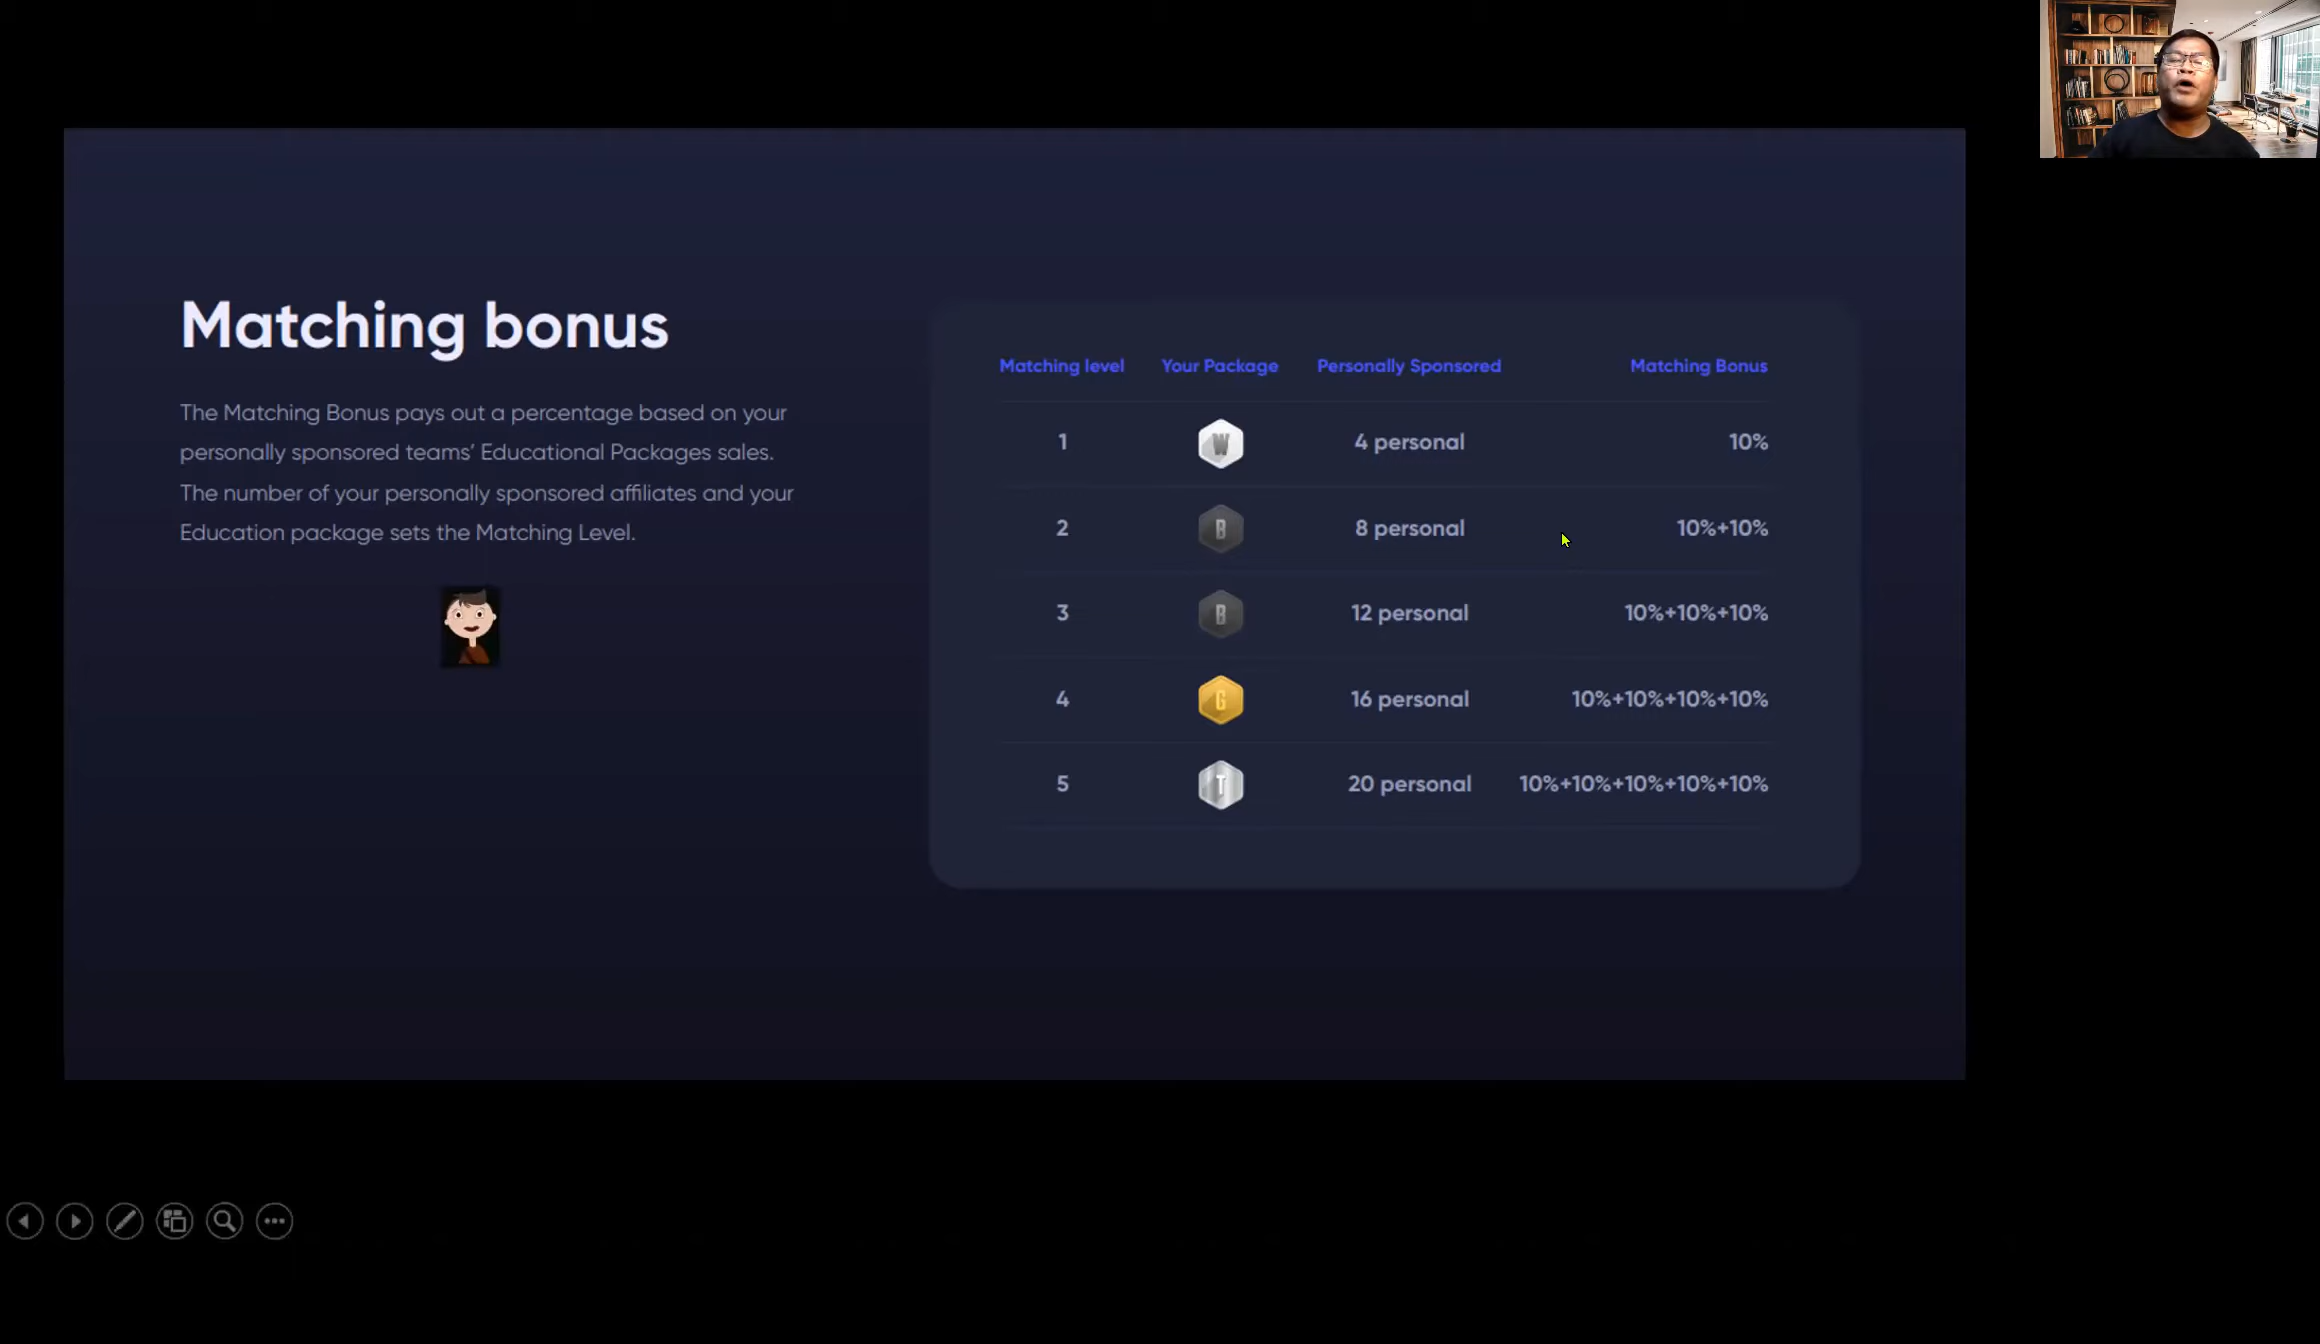 Matching bonus
The Matching Bonus pays out a percentage based on your
personally sponsored teams' Educational Packages sales.
The number of your personally sponsored affiliates and your
Education package sets the Matching Level.
Matching level Your Package Personally Sponsored Matching Bonus
1 W 4 personal 10%
2 B 8 personal 10%+10%
3 B 12 personal 10%+10%+10%
4 G 16 personal 10%+10%+10%+10%
5 T 20 personal 10%+10%+10%+10%+10%